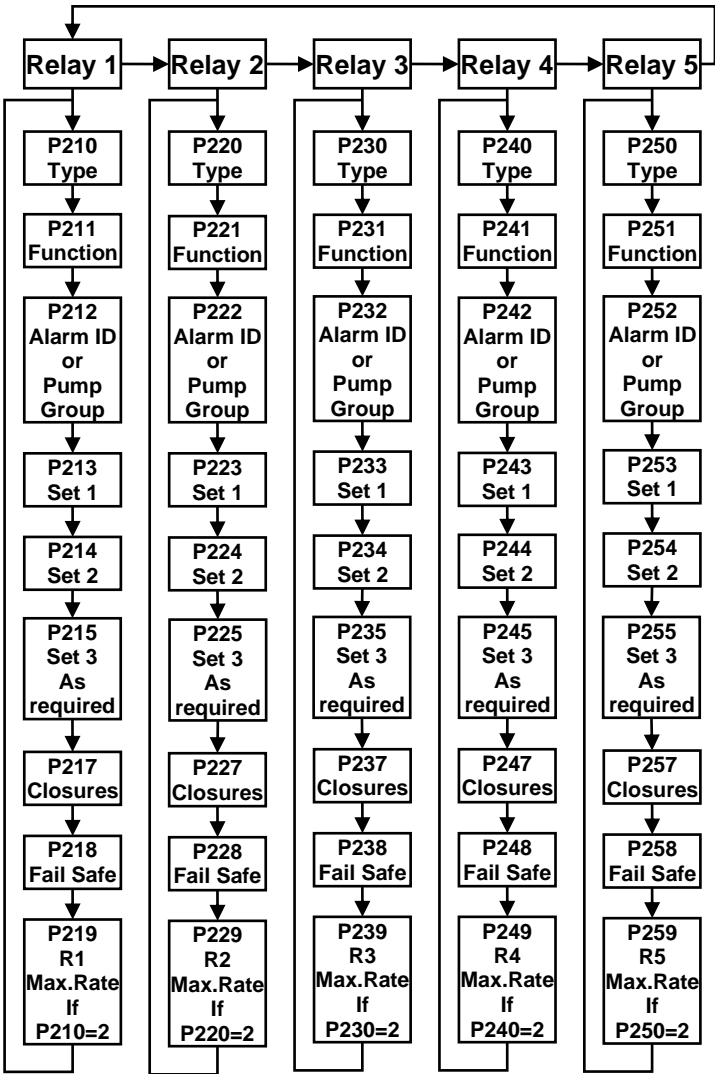 Relay 1
Relay 2
Relay 3
Relay 4
Relay 5
P210
Type
P211
Function
P212
Alarm ID
or
Pump
Group
P213
Set 1
P214
Set 2
P215
Set 3
As
required
P217
Closures
P218
Fail Safe
P219
R1
Max.Rate
If
P210=2
P220
Type
P221
Function
P222
Alarm ID
or
Pump
Group
P223
Set 1
P224
Set 2
P225
Set 3
As
required
P227
Closures
P228
Fail Safe
P229
R2
Max.Rate
If
P220=2
P230
Type
P231
Function
P232
Alarm ID
or
Pump
Group
P233
Set 1
P234
Set 2
P235
Set 3
As
required
P237
Closures
P238
Fail Safe
P239
R3
Max.Rate
If
P230=2
P240
Type
P241
Function
P242
Alarm ID
or
Pump
Group
P243
Set 1
P244
Set 2
P245
Set 3
As
required
P247
Closures
P248
Fail Safe
P249
R4
Max.Rate
If
P240=2
P250
Type
P251
Function
P252
Alarm ID
or
Pump
Group
P253
Set 1
P254
Set 2
P255
Set 3
As
required
P257
Closures
P258
Fail Safe
P259
R5
Max.Rate
If
P250=2